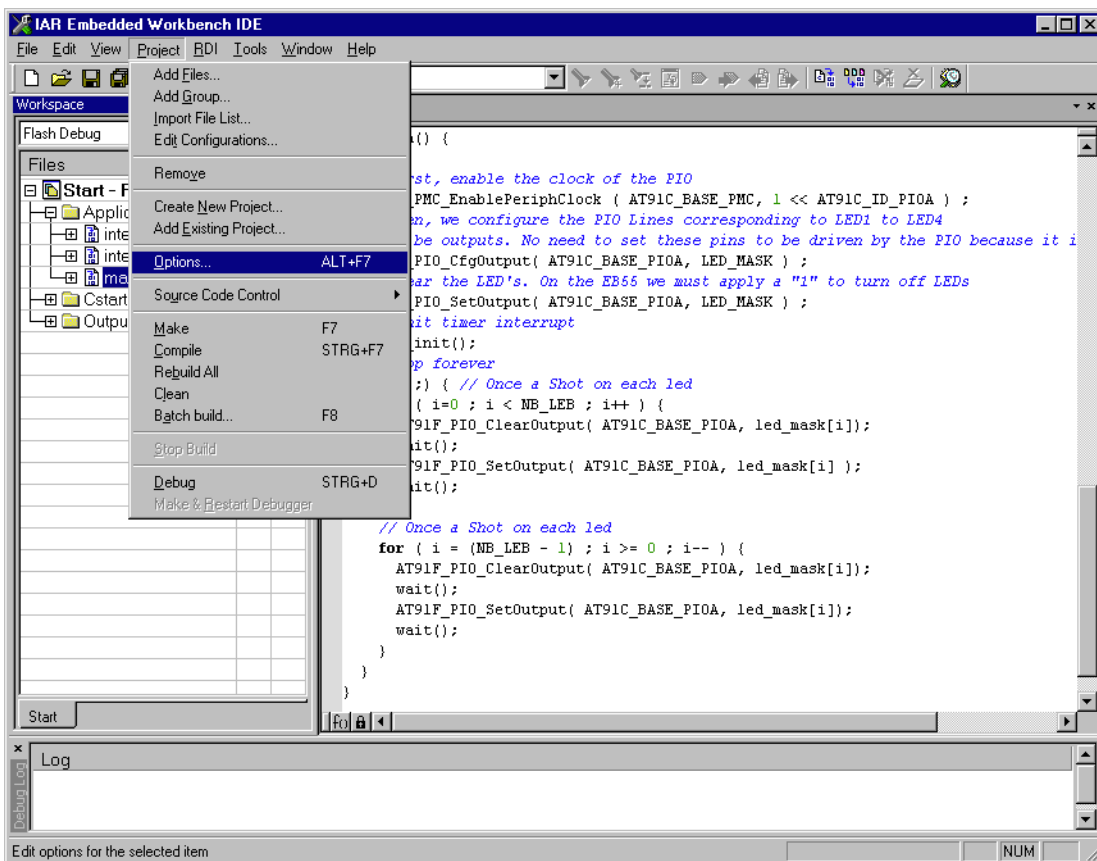 IAR Embedded Workbench IDE
File Edit View Project RDI Tools Window Help
Workspace
Flash Debug
Files
Start - F
Applic
inte
inte
ma
Cstart
Outpu
Start
Add Files...
Add Group...
Import File List...
Edit Configurations...
Remove
Create New Project...
Add Existing Project...
Options... ALT+F7
Source Code Control
Make F7
Compile STRG+F7
Rebuild All
Clean
Batch build... F8
Stop Build
Debug STRG+D
Make & Restart Debugger
() {
rst, enable the clock of the PIO
_PMC_EnablePeriphClock ( AT91C_BASE_PMC, 1 << AT91C_ID_PIOA ) ;
n, we configure the PIO Lines corresponding to LED1 to LED4
be outputs. No need to set these pins to be driven by the PIO because it i
_PIO_CfgOutput( AT91C_BASE_PIOA, LED_MASK ) ;
ar the LED's. On the EB55 we must apply a "1" to turn off LEDs
_PIO_SetOutput( AT91C_BASE_PIOA, LED_MASK ) ;
it timer interrupt
_init();
op forever
;) { // Once a Shot on each led
( i=0 ; i < NB_LEB ; i++ ) {
T91F_PIO_ClearOutput( AT91C_BASE_PIOA, led_mask[i]);
it();
T91F_PIO_SetOutput( AT91C_BASE_PIOA, led_mask[i] );
it();
// Once a Shot on each led
for ( i = (NB_LEB - 1) ; i >= 0 ; i-- ) {
AT91F_PIO_ClearOutput( AT91C_BASE_PIOA, led_mask[i]);
wait();
AT91F_PIO_SetOutput( AT91C_BASE_PIOA, led_mask[i]);
wait();
}
}
}
Log
Debug Log
Edit options for the selected item
NUM